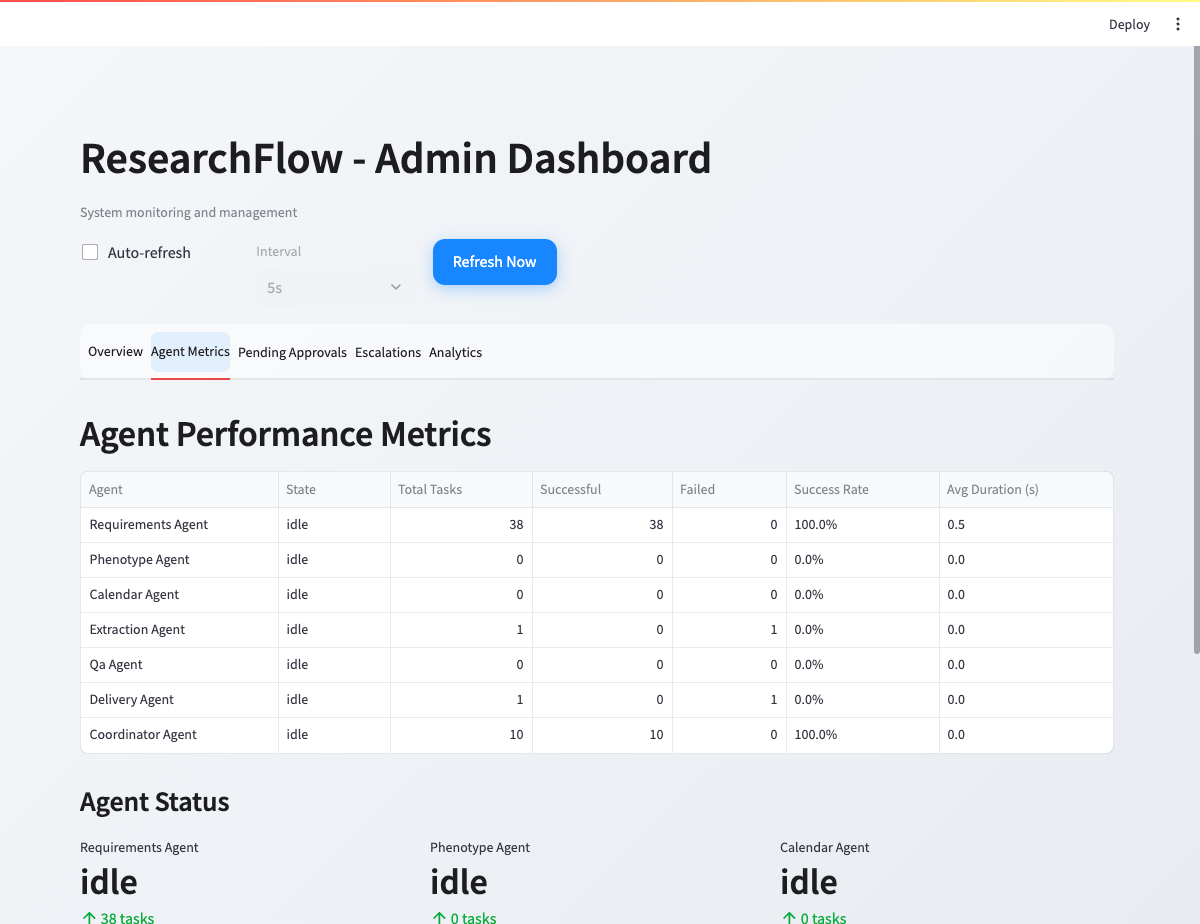 Deploy
ResearchFlow - Admin Dashboard
System monitoring and management
Auto-refresh
Interval
5s
Refresh Now
Overview Agent Metrics Pending Approvals Escalations Analytics
Agent Performance Metrics
Agent State Total Tasks Successful Failed Success Rate Avg Duration (s)
Requirements Agent idle 38 38 0 100.0% 0.5
Phenotype Agent idle 0 0 0 0.0% 0.0
Calendar Agent idle 0 0 0 0.0% 0.0
Extraction Agent idle 1 0 1 0.0% 0.0
Qa Agent idle 0 0 0 0.0% 0.0
Delivery Agent idle 1 0 1 0.0% 0.0
Coordinator Agent idle 10 10 0 100.0% 0.0
Agent Status
Requirements Agent Phenotype Agent Calendar Agent
idle idle idle
↑ 38 tasks ↑ 0 tasks ↑ 0 tasks